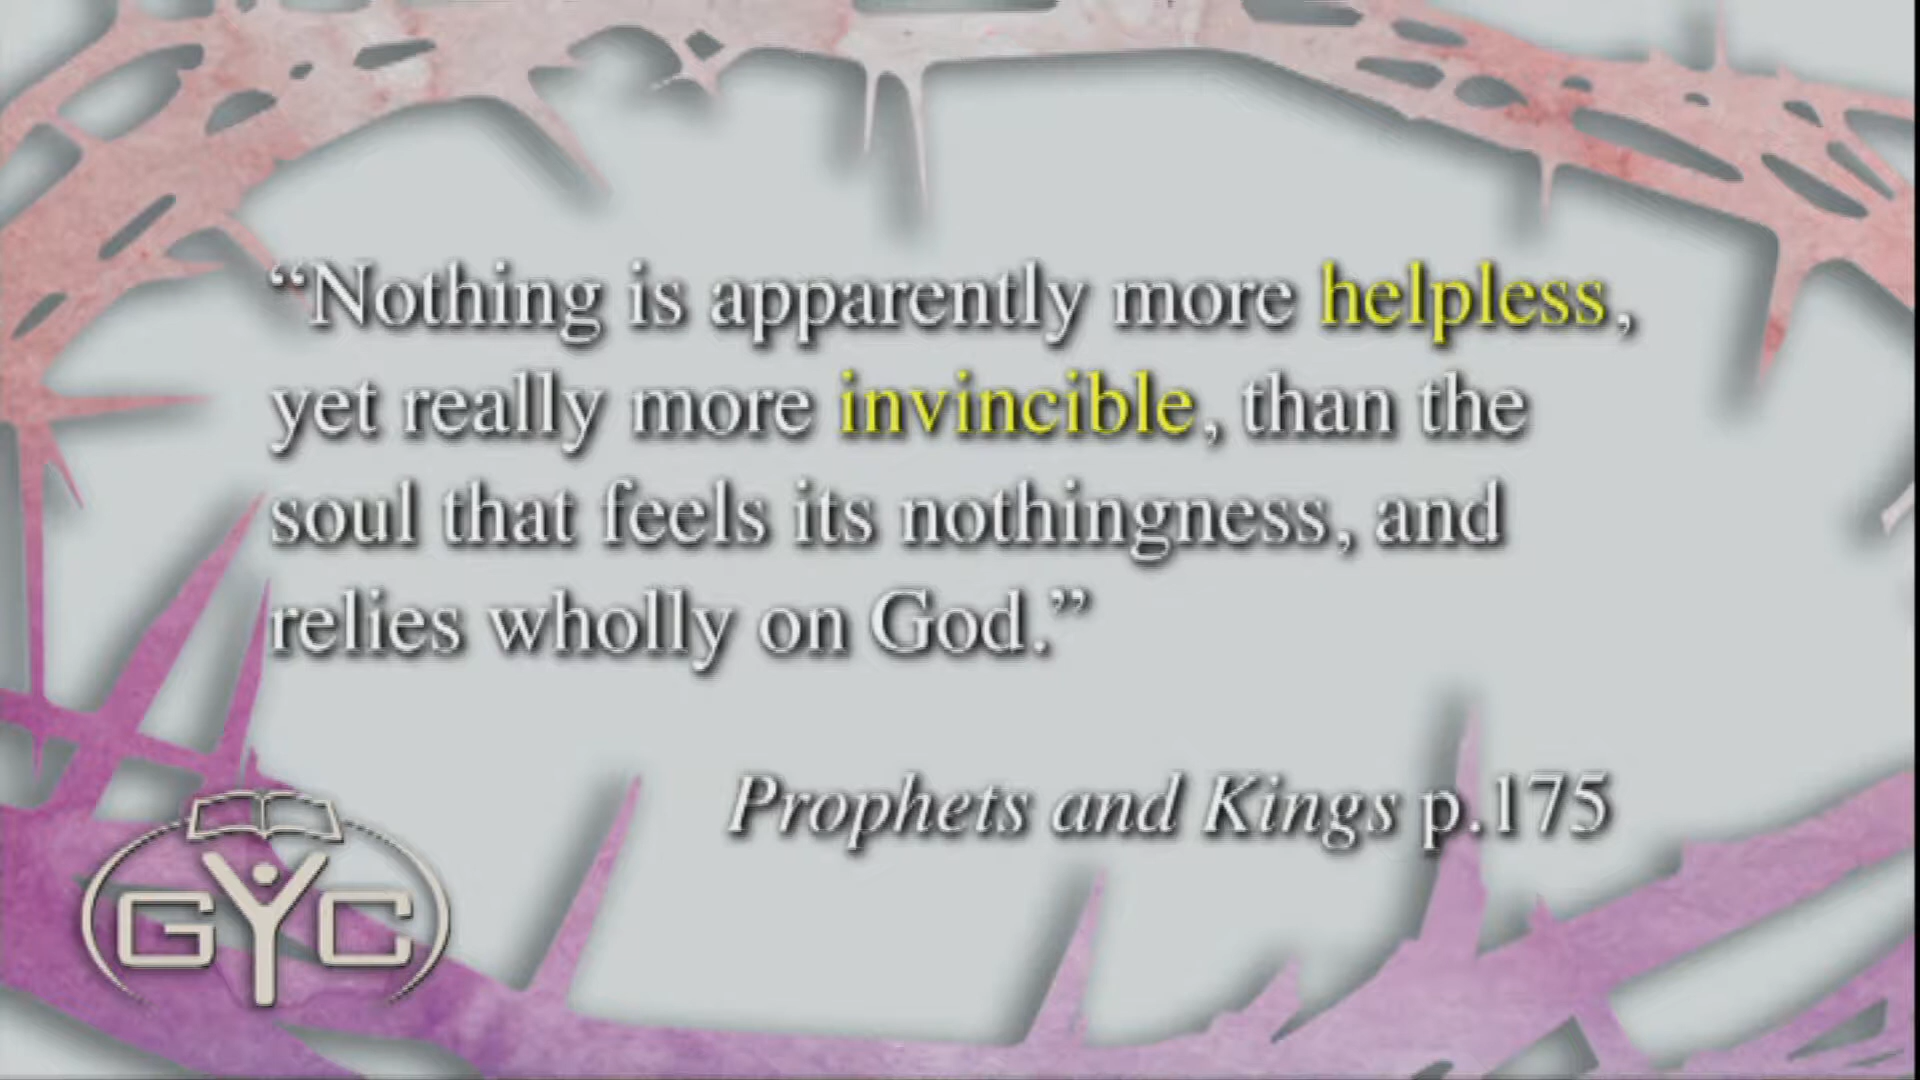 “Nothing is apparently more helpless,
yet really more invincible, than the
soul that feels its nothingness, and
relies wholly on God.”
Prophets and Kings p.175
GYC